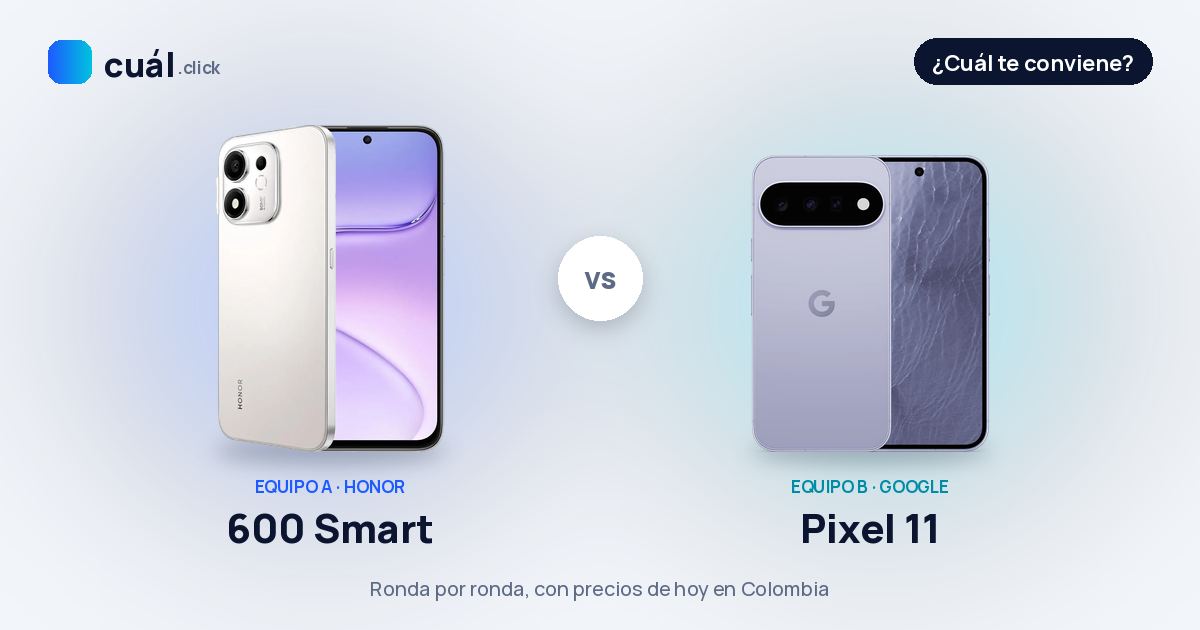 cuál.click
¿Cuál te conviene?
HONOR
G
VS
EQUIPO A · HONOR
600 Smart
EQUIPO B · GOOGLE
Pixel 11
Ronda por ronda, con precios de hoy en Colombia